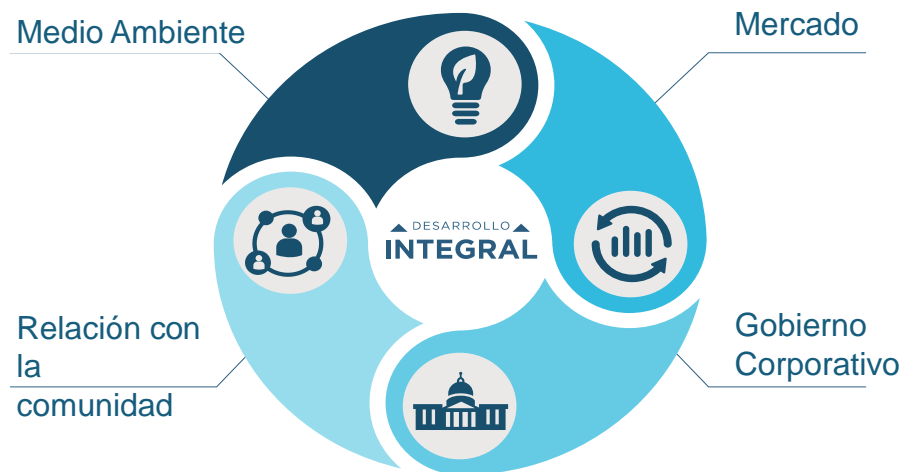 Medio Ambiente
Mercado
DESARROLLO
INTEGRAL
Relación con
la
comunidad
Gobierno
Corporativo